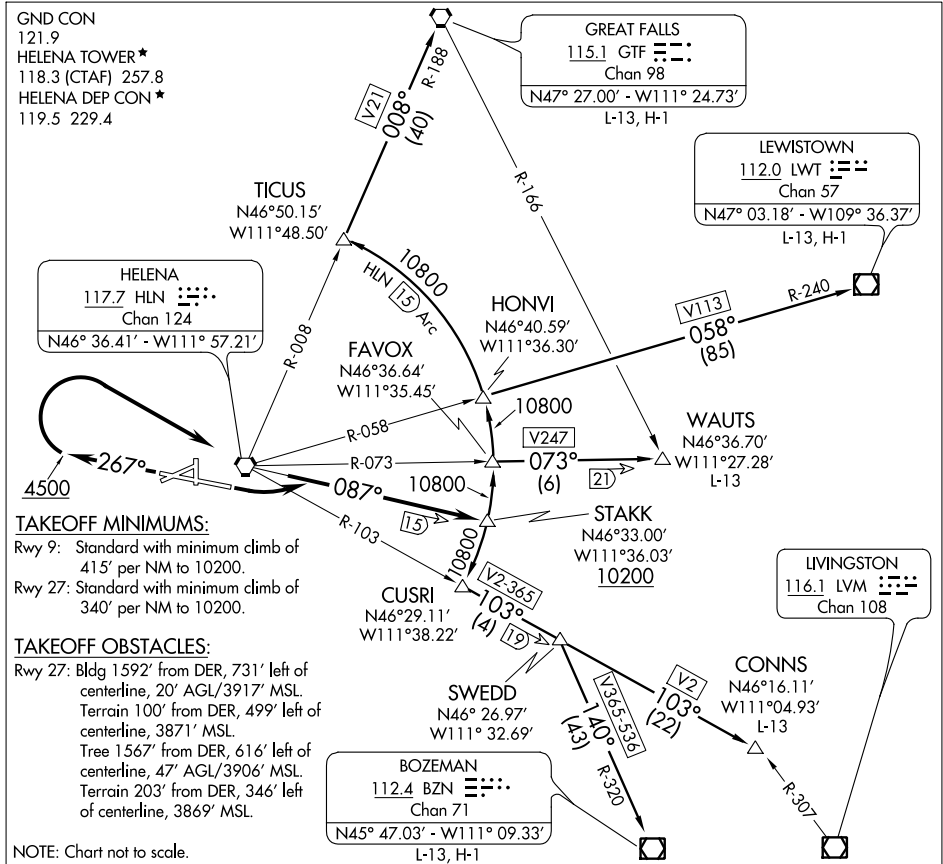 GND CON
121.9
HELENA TOWER★
118.3 (CTAF) 257.8
HELENA DEP CON★
119.5 229.4
GREAT FALLS
115.1 GTF
Chan 98
N47° 27.00′ - W111° 24.73′
L-13, H-1
R-188
V21
008°
(40)
LEWISTOWN
112.0 LWT
Chan 57
N47° 03.18′ - W109° 36.37′
L-13, H-1
R-166
TICUS
N46°50.15′
W111°48.50′
HELENA
117.7 HLN
Chan 124
N46° 36.41′ - W111° 57.21′
10800
HLN 15 Arc
HONVI
N46°40.59′
W111°36.30′
R-240
V113
058°
(85)
R-008
FAVOX
N46°36.64′
W111°35.45′
R-058
10800
WAUTS
N46°36.70′
W111°27.28′
L-13
R-073
V247
073°
(6)
21
267°
4500
087°
15
10800
STAKK
N46°33.00′
W111°36.03′
10200
R-103
10800
TAKEOFF MINIMUMS:
Rwy 9: Standard with minimum climb of
415′ per NM to 10200.
Rwy 27: Standard with minimum climb of
340′ per NM to 10200.
CUSRI
N46°29.11′
W111°38.22′
V2-365
103°
(4)
19
LIVINGSTON
116.1 LVM
Chan 108
TAKEOFF OBSTACLES:
Rwy 27: Bldg 1592′ from DER, 731′ left of
centerline, 20′ AGL/3917′ MSL.
Terrain 100′ from DER, 499′ left of
centerline, 3871′ MSL.
Tree 1567′ from DER, 616′ left of
centerline, 47′ AGL/3906′ MSL.
Terrain 203′ from DER, 346′ left
of centerline, 3869′ MSL.
SWEDD
N46° 26.97′
W111° 32.69′
V2
103°
(22)
CONNS
N46°16.11′
W111°04.93′
L-13
V365-536
140°
(43)
R-320
R-307
BOZEMAN
112.4 BZN
Chan 71
N45° 47.03′ - W111° 09.33′
L-13, H-1
NOTE: Chart not to scale.